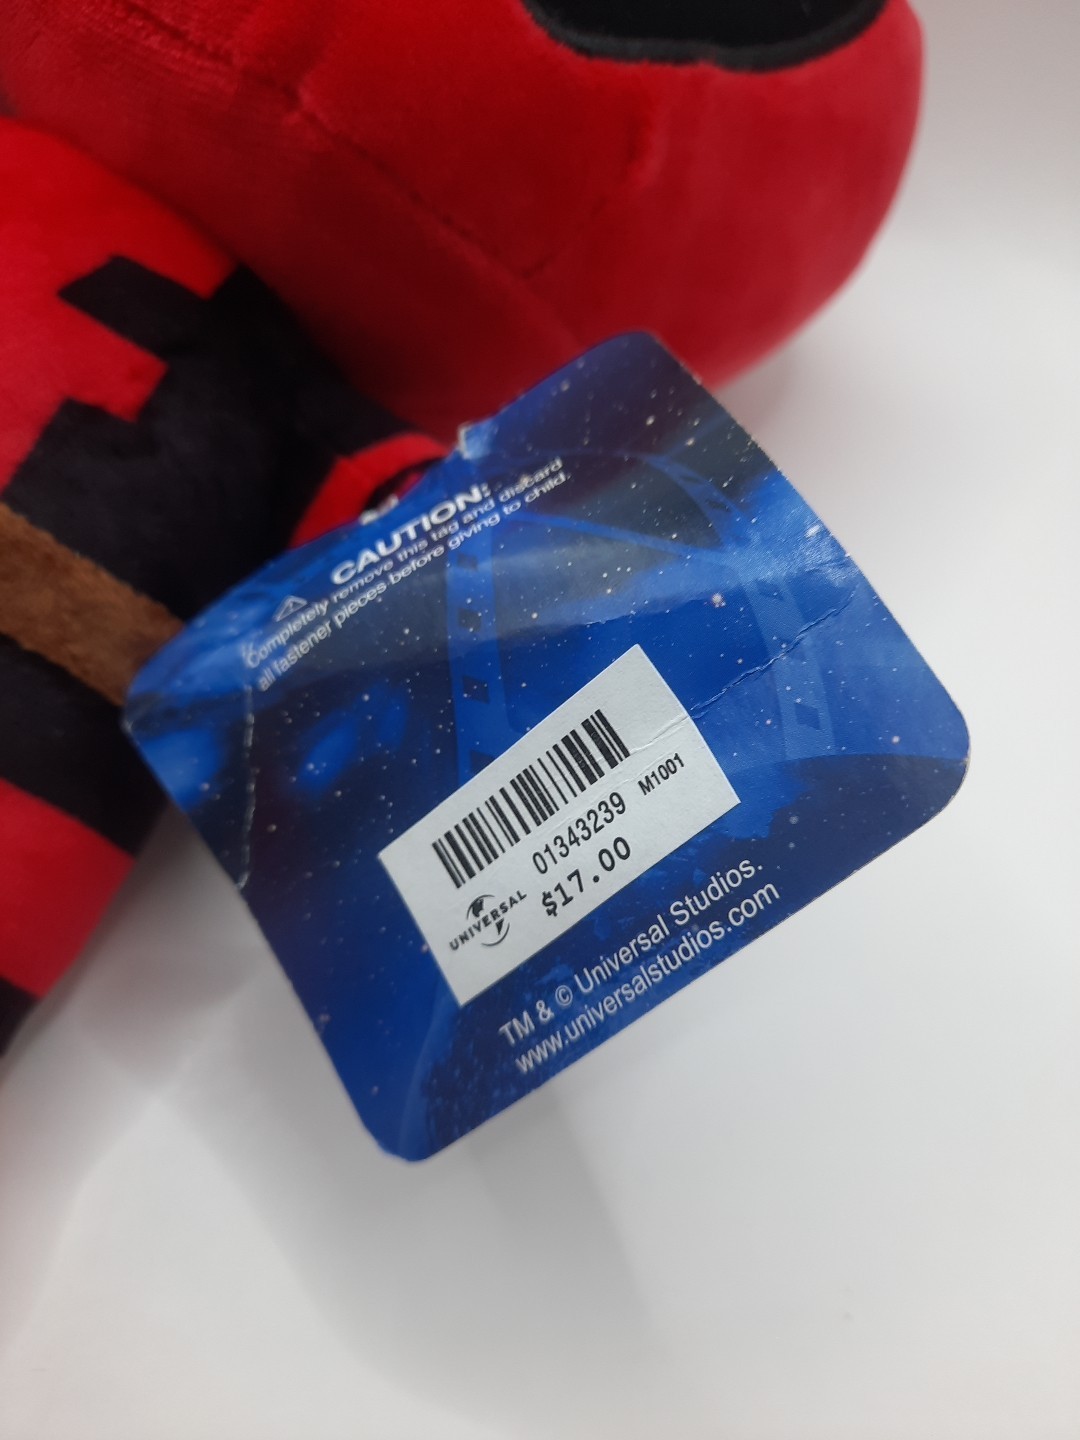 CAUTION:
Completely remove this tag and discard
all fastener pieces before giving to child.
M1001
01343239
$17.00
UNIVERSAL
TM & © Universal Studios.
www.universalstudios.com